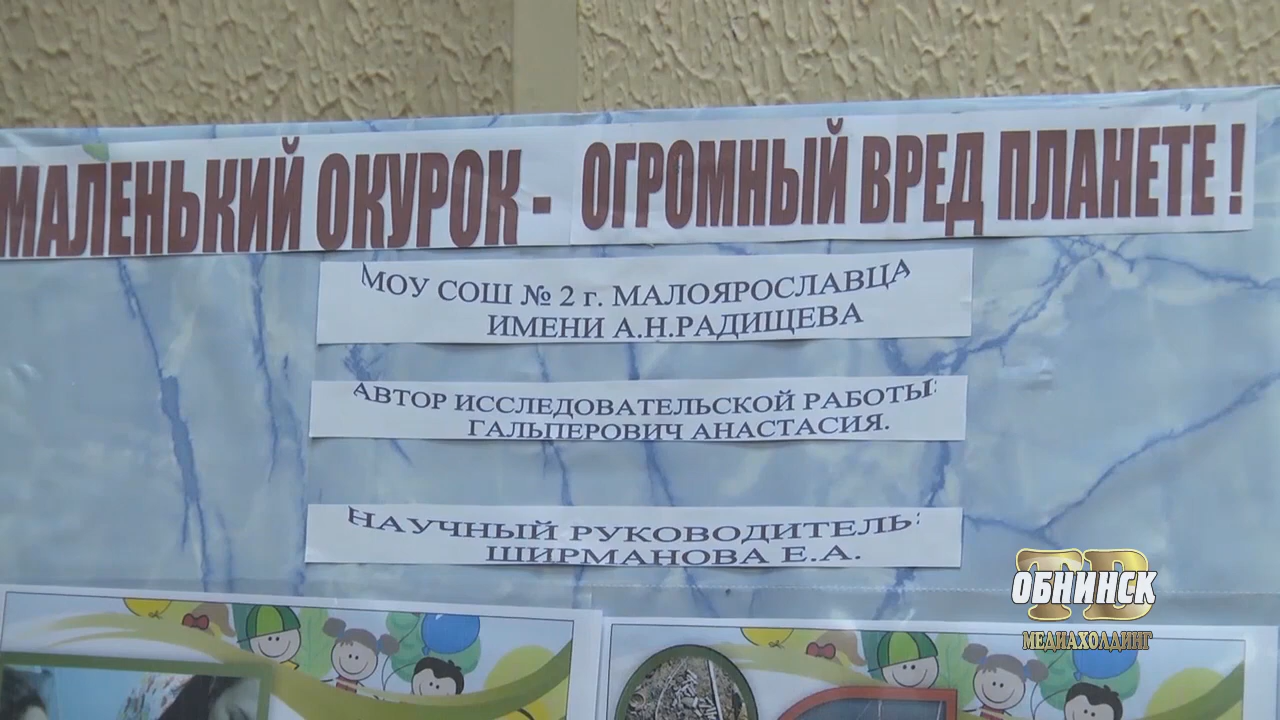 МАЛЕНЬКИЙ ОКУРОК - ОГРОМНЫЙ ВРЕД ПЛАНЕТЕ !
МОУ СОШ № 2 г. МАЛОЯРОСЛАВЦА
ИМЕНИ А.Н.РАДИЩЕВА
АВТОР ИССЛЕДОВАТЕЛЬСКОЙ РАБОТЫ:
ГАЛЬПЕРОВИЧ АНАСТАСИЯ.
НАУЧНЫЙ РУКОВОДИТЕЛЬ:
ШИРМАНОВА Е.А.
ТВ
ОБНИНСК
МЕДИАХОЛДИНГ